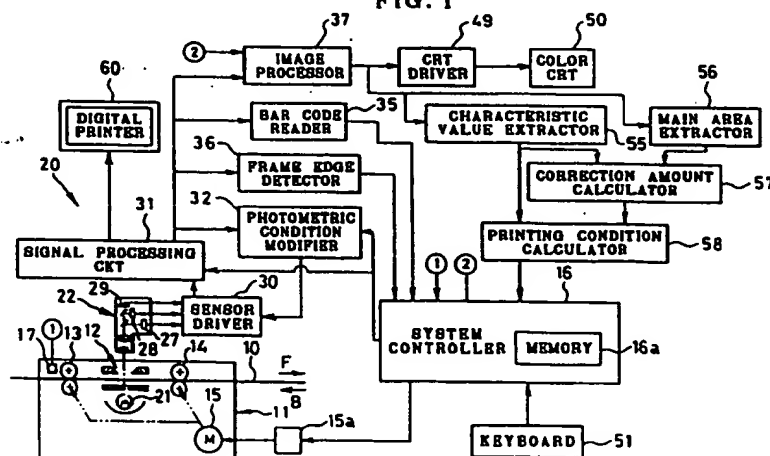 FIG. 1
37
49
50
2
IMAGE PROCESSOR
CRT DRIVER
COLOR CRT
60
56
DIGITAL PRINTER
35
BAR CODE READER
CHARACTERISTIC VALUE EXTRACTOR
55
MAIN AREA EXTRACTOR
36
FRAME EDGE DETECTOR
CORRECTION AMOUNT CALCULATOR
57
20
32
31
PHOTOMETRIC CONDITION MODIFIER
PRINTING CONDITION CALCULATOR
58
SIGNAL PROCESSING CKT
1
2
16
29
30
22
SENSOR DRIVER
27
28
SYSTEM CONTROLLER
MEMORY
16a
17
1
13
12
14
10
F
B
21
15
11
M
15a
KEYBOARD
51